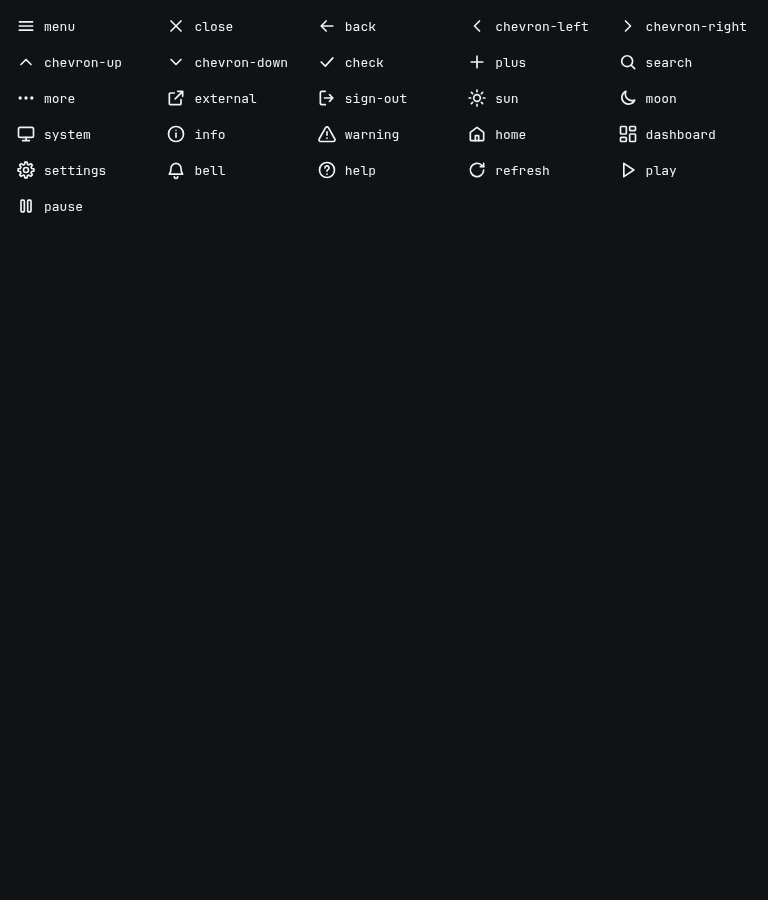 menu close back chevron-left chevron-right
chevron-up chevron-down check plus search
more external sign-out sun moon
system info warning home dashboard
settings bell help refresh play
pause